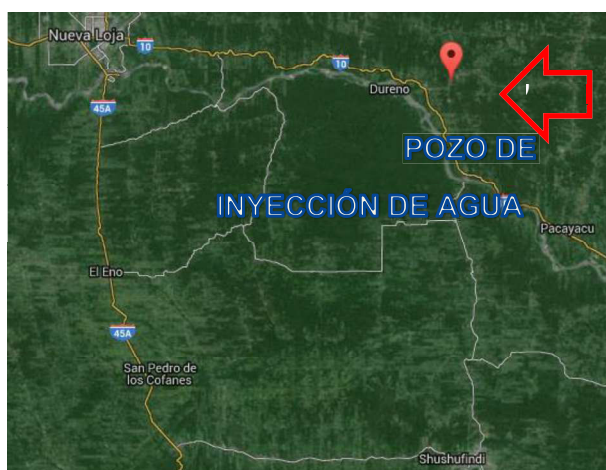 Nueva Loja
10
10
Dureno
45A
POZO DE
INYECCIÓN DE AGUA
Pacayacu
El Eno
45A
San Pedro de
los Cofanes
Shushufindi